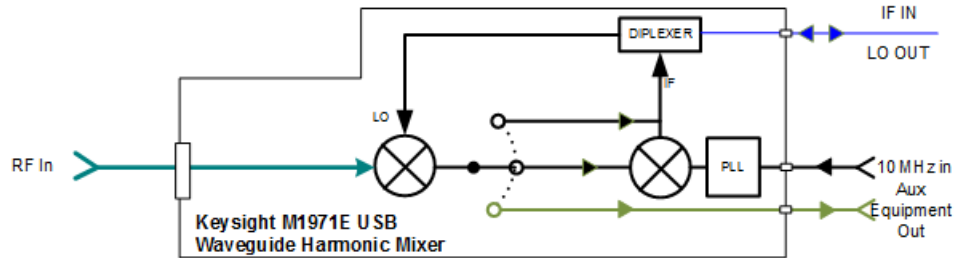 DIPLEXER
IF IN
LO OUT
IF
LO
RF In
PLL
10 MHz in
Aux
Equipment
Out
Keysight M1971E USB
Waveguide Harmonic Mixer